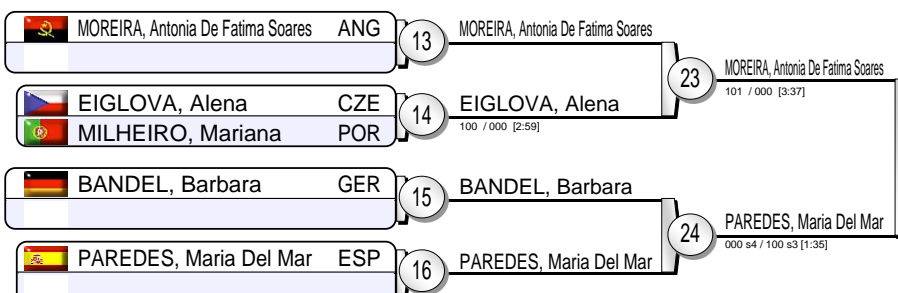 MOREIRA, Antonia De Fatima Soares ANG
13
MOREIRA, Antonia De Fatima Soares
23
MOREIRA, Antonia De Fatima Soares
101 / 000 [3:37]
EIGLOVA, Alena CZE
MILHEIRO, Mariana POR
14
EIGLOVA, Alena
100 / 000 [2:59]
BANDEL, Barbara GER
15
BANDEL, Barbara
24
PAREDES, Maria Del Mar
000 s4 / 100 s3 [1:35]
PAREDES, Maria Del Mar ESP
16
PAREDES, Maria Del Mar